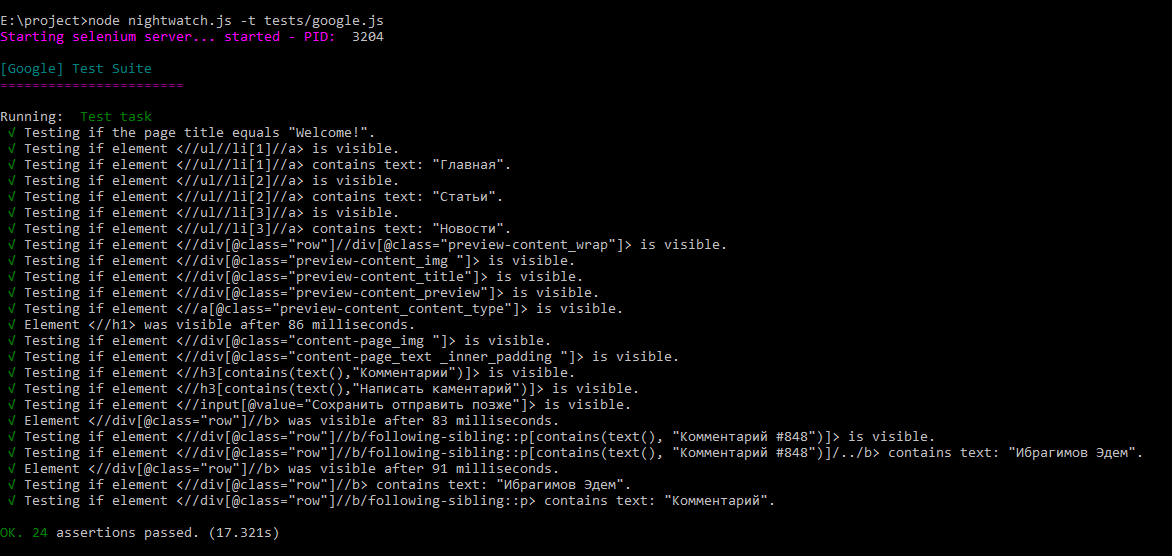 E:\project>node nightwatch.js -t tests/google.js
Starting selenium server... started - PID:  3204
[Google] Test Suite
=======================
Running:  Test task
√ Testing if the page title equals "Welcome!".
√ Testing if element <//ul//li[1]//a> is visible.
√ Testing if element <//ul//li[1]//a> contains text: "Главная".
√ Testing if element <//ul//li[2]//a> is visible.
√ Testing if element <//ul//li[2]//a> contains text: "Статьи".
√ Testing if element <//ul//li[3]//a> is visible.
√ Testing if element <//ul//li[3]//a> contains text: "Новости".
√ Testing if element <//div[@class="row"]//div[@class="preview-content_wrap"]> is visible.
√ Testing if element <//div[@class="preview-content_img "]> is visible.
√ Testing if element <//div[@class="preview-content_title"]> is visible.
√ Testing if element <//div[@class="preview-content_preview"]> is visible.
√ Testing if element <//a[@class="preview-content_content_type"]> is visible.
√ Element <//h1> was visible after 86 milliseconds.
√ Testing if element <//div[@class="content-page_img "]> is visible.
√ Testing if element <//div[@class="content-page_text _inner_padding "]> is visible.
√ Testing if element <//h3[contains(text(),"Комментарии")]> is visible.
√ Testing if element <//h3[contains(text(),"Написать каментарий")]> is visible.
√ Testing if element <//input[@value="Сохранить отправить позже"]> is visible.
√ Element <//div[@class="row"]//b> was visible after 83 milliseconds.
√ Testing if element <//div[@class="row"]//b/following-sibling::p[contains(text(), "Комментарий #848")]> is visible.
√ Testing if element <//div[@class="row"]//b/following-sibling::p[contains(text(), "Комментарий #848")]/../b> contains text: "Ибрагимов Эдем".
√ Element <//div[@class="row"]//b> was visible after 91 milliseconds.
√ Testing if element <//div[@class="row"]//b> contains text: "Ибрагимов Эдем".
√ Testing if element <//div[@class="row"]//b/following-sibling::p> contains text: "Комментарий".
OK. 24 assertions passed. (17.321s)